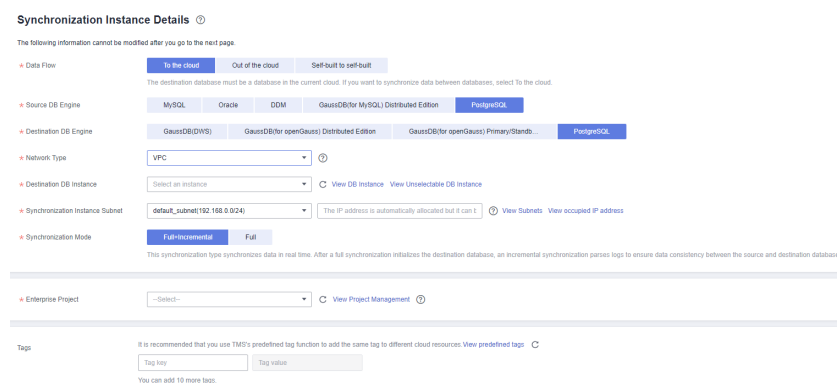 Synchronization Instance Details
The following information cannot be modified after you go to the next page.
* Data Flow To the cloud Out of the cloud Self-built to self-built
The destination database must be a database in the current cloud. If you want to synchronize data between databases, select To the cloud.
* Source DB Engine MySQL Oracle DDM GaussDB(for MySQL) Distributed Edition PostgreSQL
* Destination DB Engine GaussDB(DWS) GaussDB(for openGauss) Distributed Edition GaussDB(for openGauss) Primary/Standb... PostgreSQL
* Network Type VPC
* Destination DB Instance Select an instance View DB Instance View Unselectable DB Instance
* Synchronization Instance Subnet default_subnet(192.168.0.0/24) The IP address is automatically allocated but it can b View Subnets View occupied IP address
* Synchronization Mode Full+Incremental Full
This synchronization type synchronizes data in real time. After a full synchronization initializes the destination database, an incremental synchronization parses logs to ensure data consistency between the source and destination database
* Enterprise Project --Select-- View Project Management
Tags It is recommended that you use TMS's predefined tag function to add the same tag to different cloud resources. View predefined tags
Tag key Tag value
You can add 10 more tags.